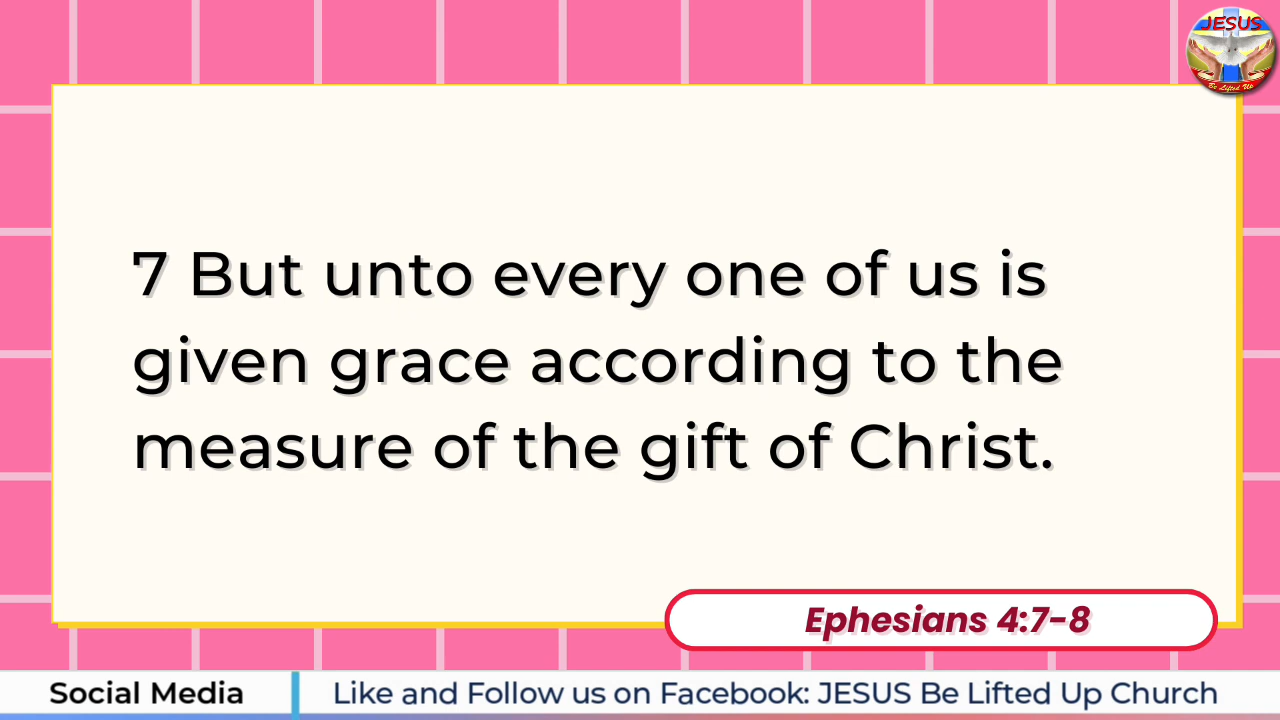 JESUS
Be Lifted Up
7 But unto every one of us is
given grace according to the
measure of the gift of Christ.
Ephesians 4:7-8
Social Media
Like and Follow us on Facebook: JESUS Be Lifted Up Church